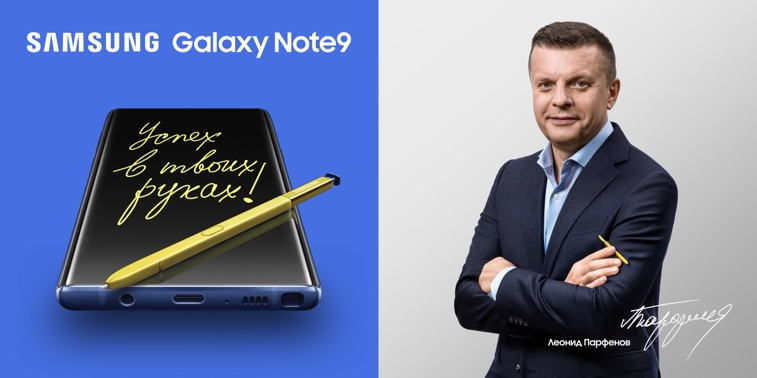 SAMSUNG Galaxy Note9
Успех
в твоих
руках!
Леонид Парфенов